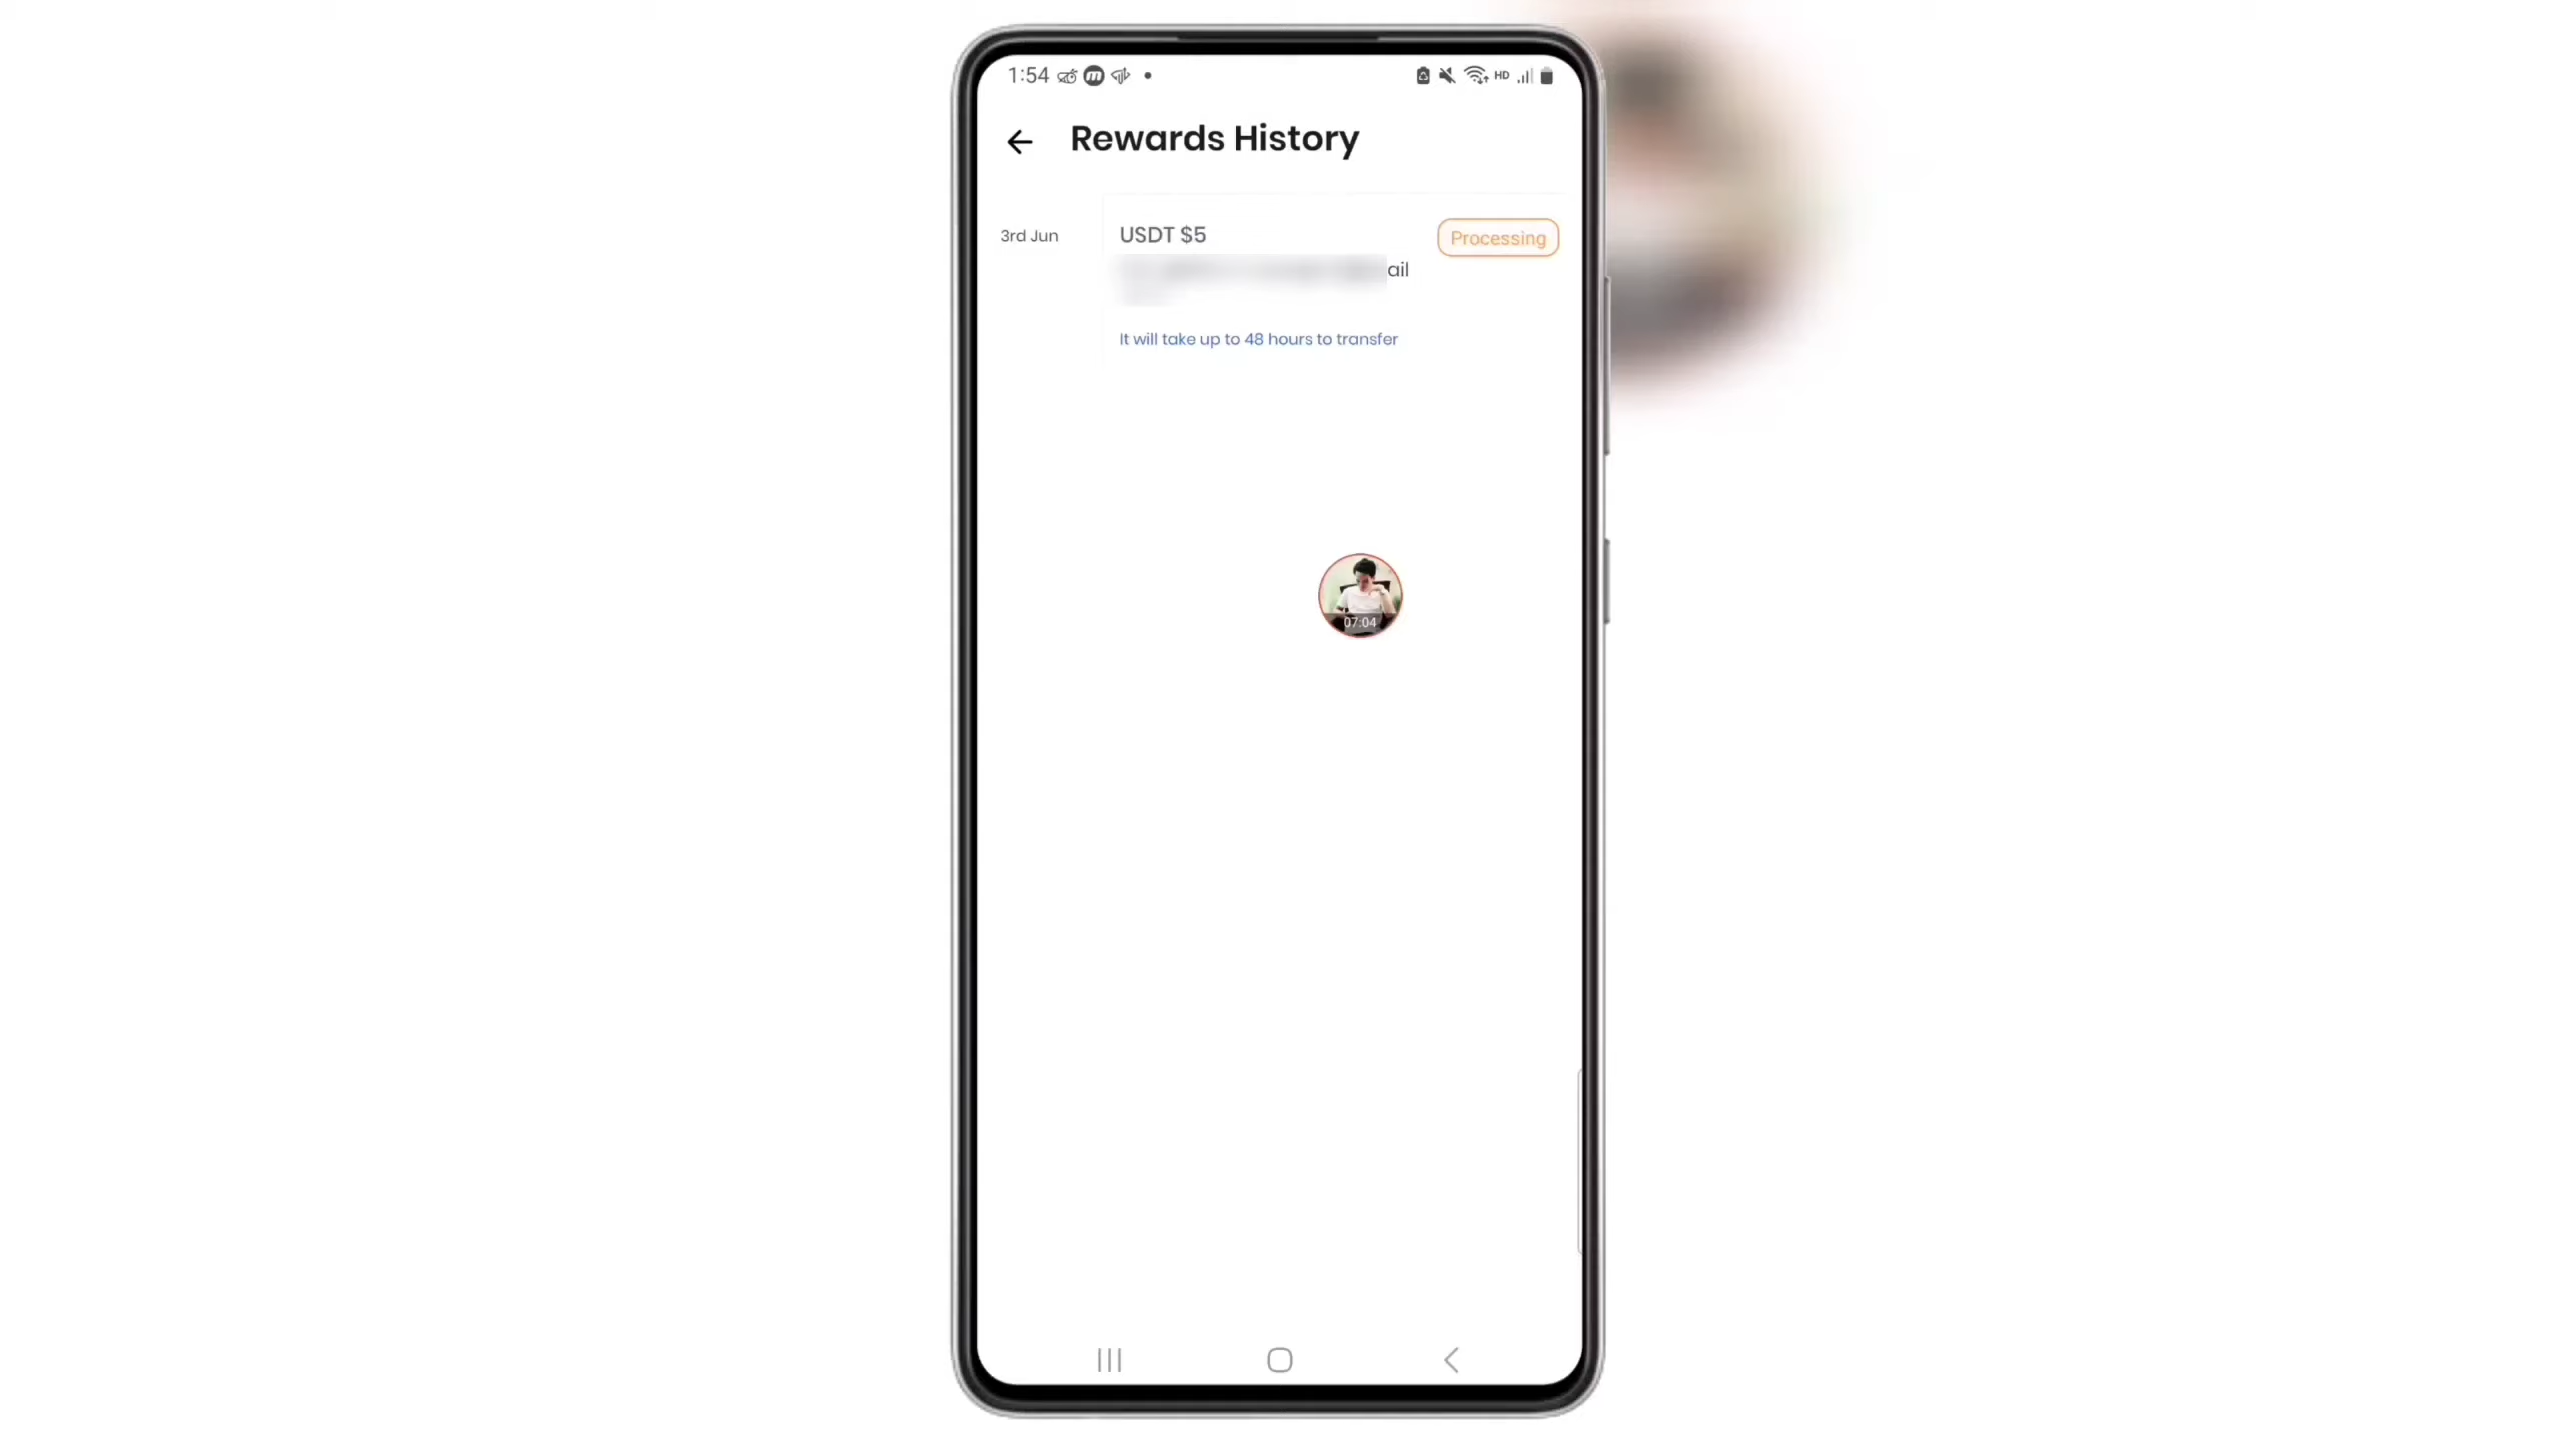 1:54
HD
Rewards History
3rd Jun
USDT $5
Processing
ail
It will take up to 48 hours to transfer
07:04